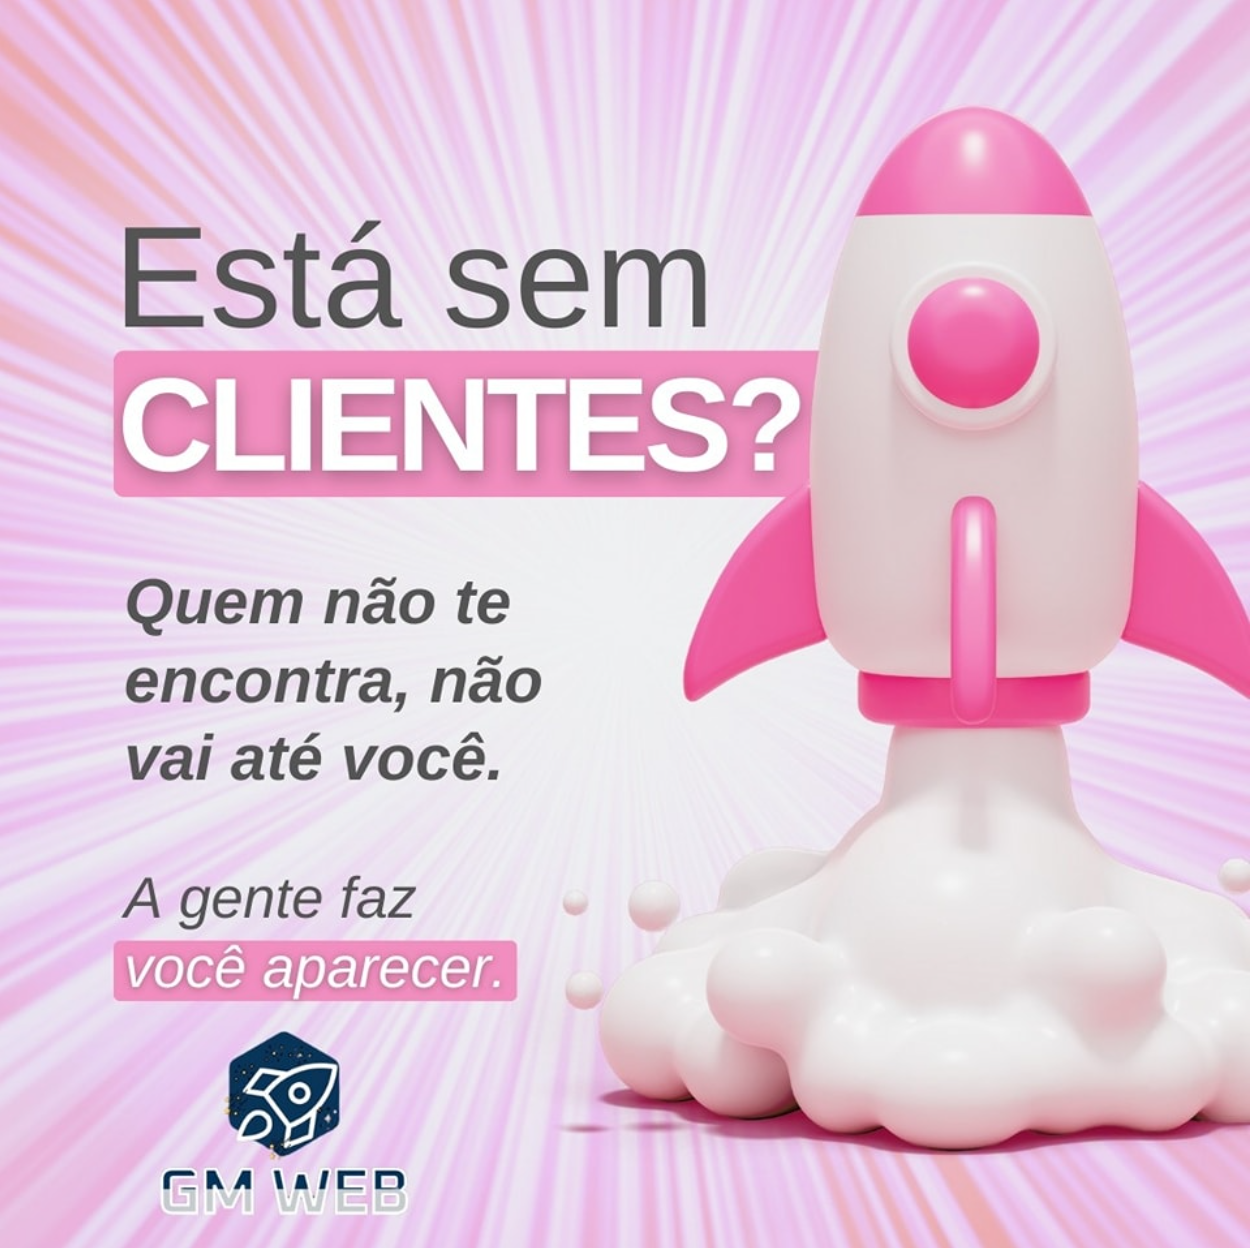 Está sem
CLIENTES?
Quem não te
encontra, não
vai até você.
A gente faz
você aparecer.
GM WEB